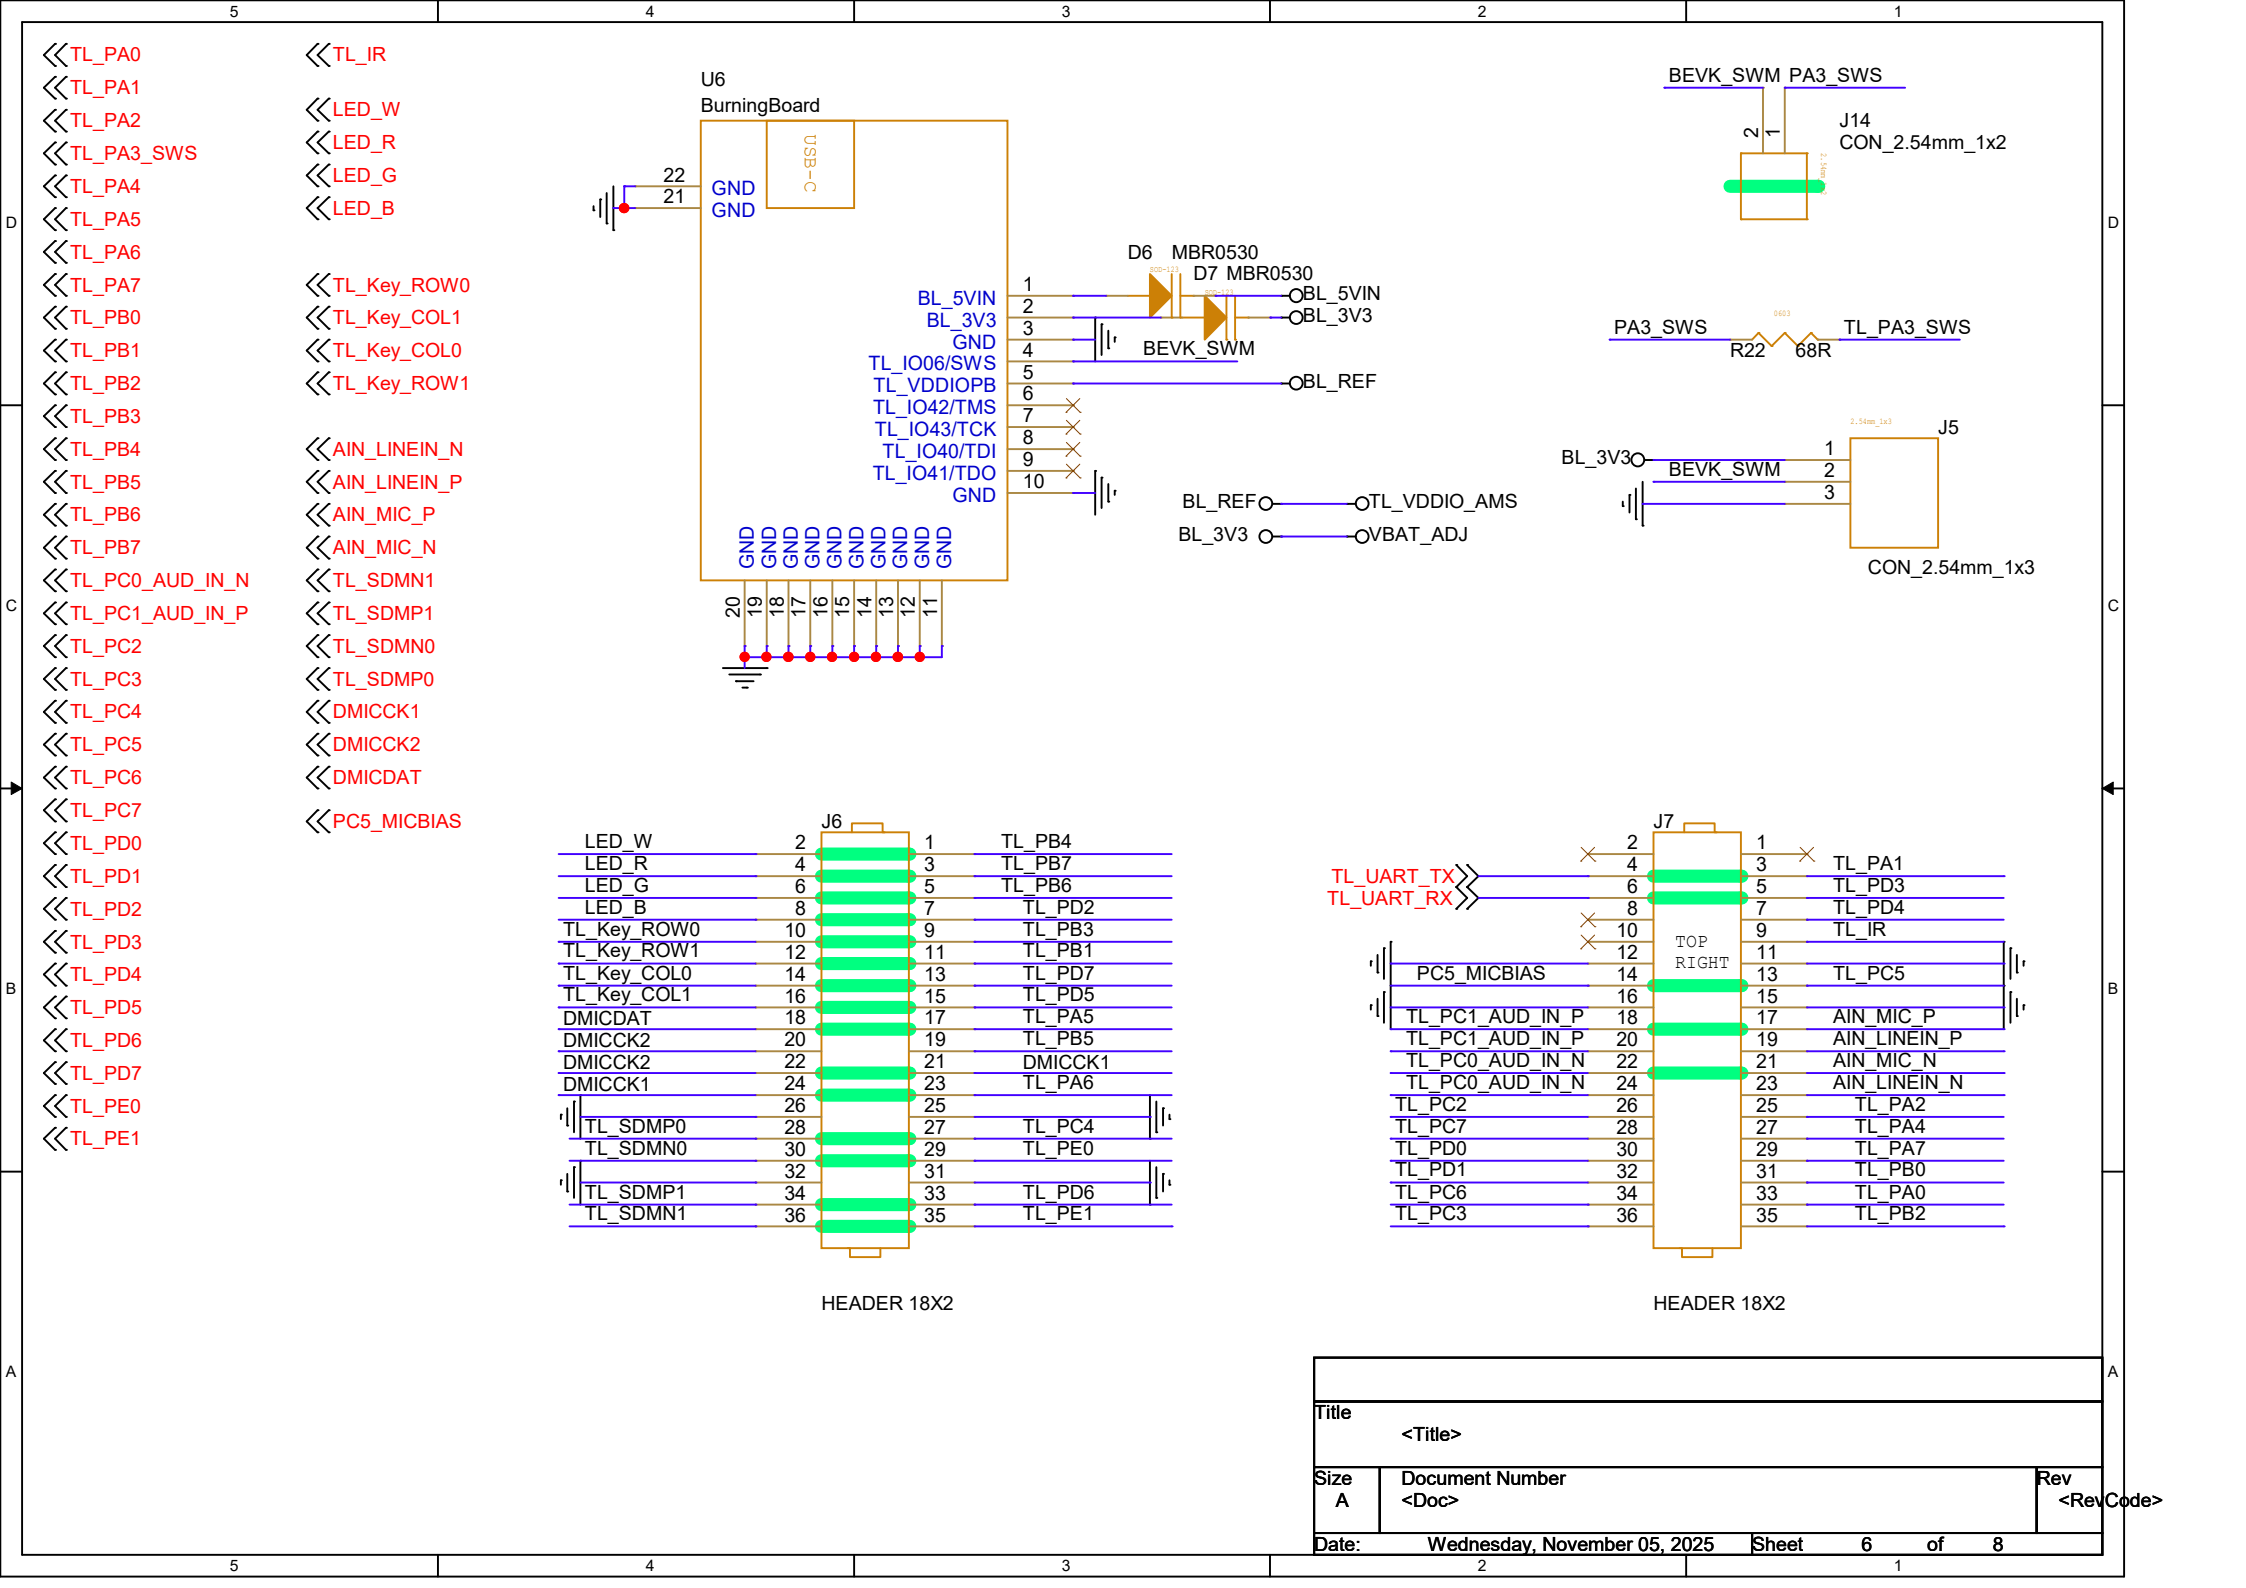 5 4 3 2 1
TL_PA0
TL_PA1
TL_PA2
TL_PA3_SWS
TL_PA4
TL_PA5
TL_PA6
TL_PA7
TL_PB0
TL_PB1
TL_PB2
TL_PB3
TL_PB4
TL_PB5
TL_PB6
TL_PB7
TL_PC0_AUD_IN_N
TL_PC1_AUD_IN_P
TL_PC2
TL_PC3
TL_PC4
TL_PC5
TL_PC6
TL_PC7
TL_PD0
TL_PD1
TL_PD2
TL_PD3
TL_PD4
TL_PD5
TL_PD6
TL_PD7
TL_PE0
TL_PE1
TL_IR
LED_W
LED_R
LED_G
LED_B
TL_Key_ROW0
TL_Key_COL1
TL_Key_COL0
TL_Key_ROW1
AIN_LINEIN_N
AIN_LINEIN_P
AIN_MIC_P
AIN_MIC_N
TL_SDMN1
TL_SDMP1
TL_SDMN0
TL_SDMP0
DMICCK1
DMICCK2
DMICDAT
PC5_MICBIAS
U6
BurningBoard
USB-C
22 GND
21 GND
BL_5VIN 1
BL_3V3 2
GND 3
TL_IO06/SWS 4
TL_VDDIOPB 5
TL_IO42/TMS 6
TL_IO43/TCK 7
TL_IO40/TDI 8
TL_IO41/TDO 9
GND 10
GND GND GND GND GND GND GND GND GND GND
20 19 18 17 16 15 14 13 12 11
D6 MBR0530
SOD-123
D7 MBR0530
SOD-123
BL_5VIN
BL_3V3
BEVK_SWM
BL_REF
BL_REF TL_VDDIO_AMS
BL_3V3 VBAT_ADJ
BEVK_SWM PA3_SWS
2 1
J14
CON_2.54mm_1x2
0603
PA3_SWS TL_PA3_SWS
R22 68R
2.54mm_1x3
J5
BL_3V3 1
BEVK_SWM 2
3
CON_2.54mm_1x3
J6
LED_W 2 1 TL_PB4
LED_R 4 3 TL_PB7
LED_G 6 5 TL_PB6
LED_B 8 7 TL_PD2
TL_Key_ROW0 10 9 TL_PB3
TL_Key_ROW1 12 11 TL_PB1
TL_Key_COL0 14 13 TL_PD7
TL_Key_COL1 16 15 TL_PD5
DMICDAT 18 17 TL_PA5
DMICCK2 20 19 TL_PB5
DMICCK2 22 21 DMICCK1
DMICCK1 24 23 TL_PA6
26 25
TL_SDMP0 28 27 TL_PC4
TL_SDMN0 30 29 TL_PE0
32 31
TL_SDMP1 34 33 TL_PD6
TL_SDMN1 36 35 TL_PE1
HEADER 18X2
J7
2 1
TL_UART_TX 4 3 TL_PA1
TL_UART_RX 6 5 TL_PD3
8 7 TL_PD4
10 9 TL_IR
TOP
RIGHT
12 11
PC5_MICBIAS 14 13 TL_PC5
16 15
TL_PC1_AUD_IN_P 18 17 AIN_MIC_P
TL_PC1_AUD_IN_P 20 19 AIN_LINEIN_P
TL_PC0_AUD_IN_N 22 21 AIN_MIC_N
TL_PC0_AUD_IN_N 24 23 AIN_LINEIN_N
TL_PC2 26 25 TL_PA2
TL_PC7 28 27 TL_PA4
TL_PD0 30 29 TL_PA7
TL_PD1 32 31 TL_PB0
TL_PC6 34 33 TL_PA0
TL_PC3 36 35 TL_PB2
HEADER 18X2
D D
C C
B B
A A
Title
<Title>
Size Document Number Rev
A <Doc> <RevCode>
Date: Wednesday, November 05, 2025 Sheet 6 of 8
5 4 3 2 1